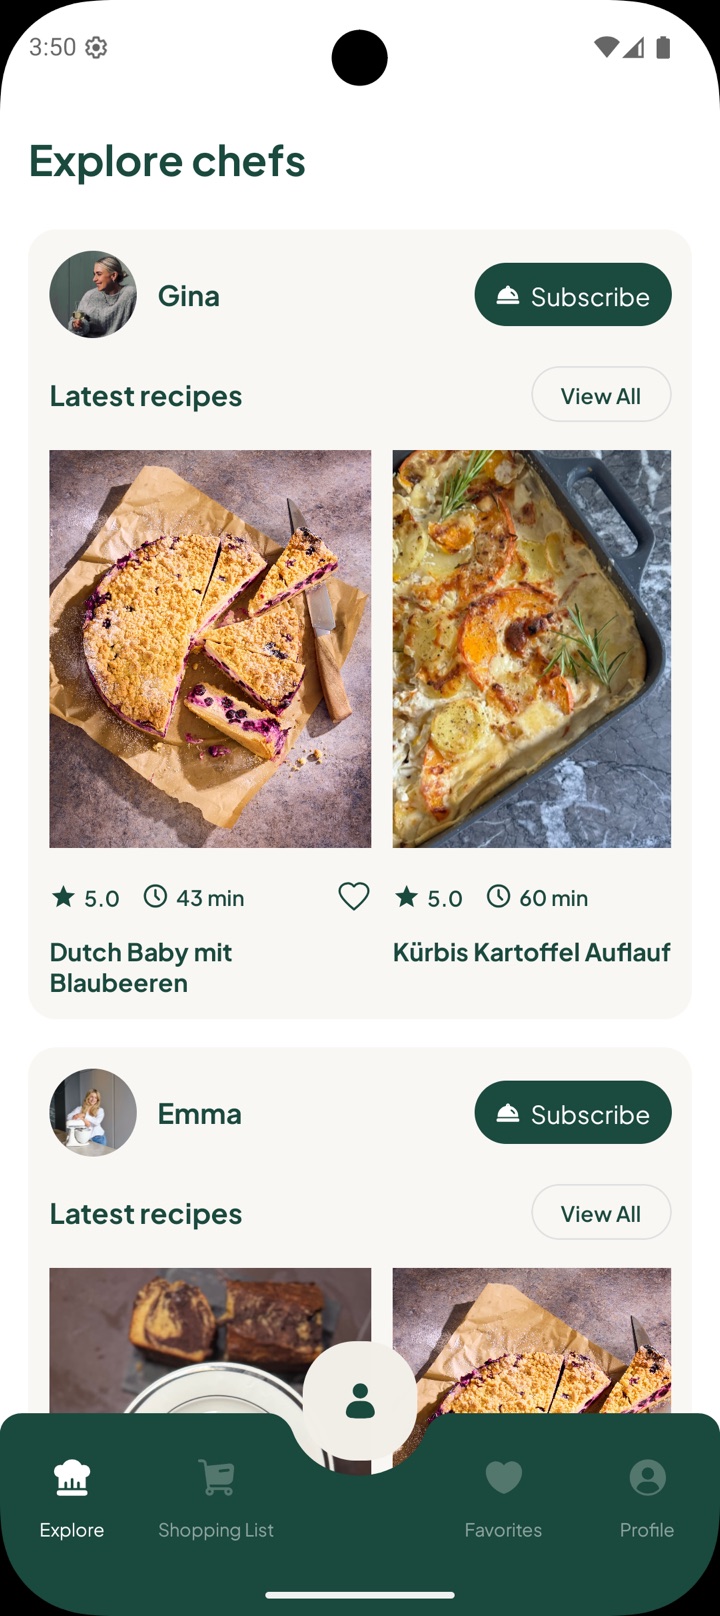 3:50
Explore chefs
Gina
Subscribe
Latest recipes
View All
5.0
43 min
5.0
60 min
Dutch Baby mit
Blaubeeren
Kürbis Kartoffel Auflauf
Emma
Subscribe
Latest recipes
View All
Explore
Shopping List
Favorites
Profile